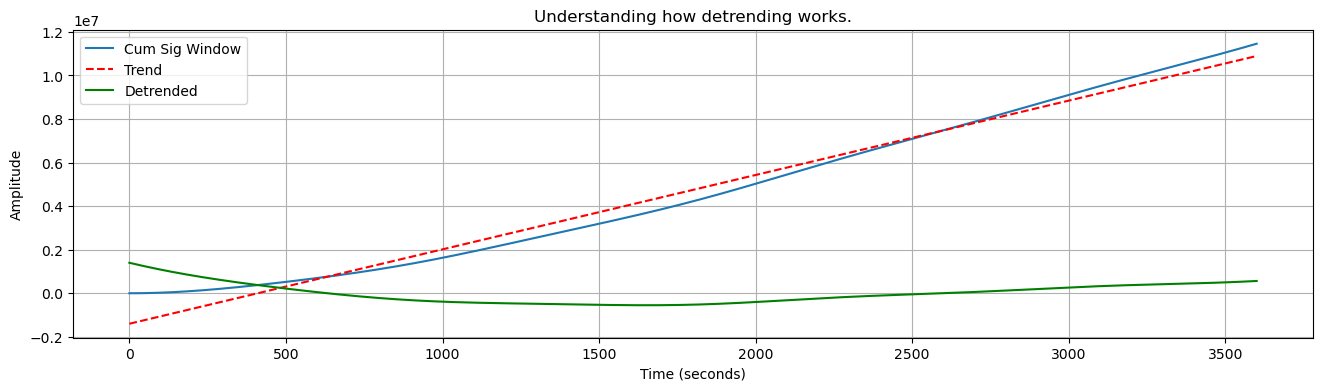 Understanding how detrending works.
1e7
Cum Sig Window
Trend
Detrended
1.2
1.0
0.8
0.6
0.4
0.2
0.0
−0.2
Amplitude
0 500 1000 1500 2000 2500 3000 3500
Time (seconds)